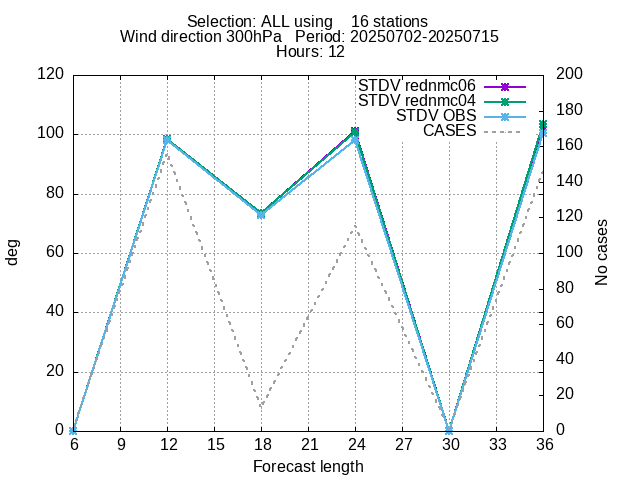 Selection: ALL using    16 stations
Wind direction 300hPa   Period: 20250702-20250715
Hours: 12
120
100
80
60
40
20
0
200
180
160
140
120
100
80
60
40
20
0
STDV rednmc06
STDV rednmc04
STDV OBS
CASES
deg
No cases
6 9 12 15 18 21 24 27 30 33 36
Forecast length